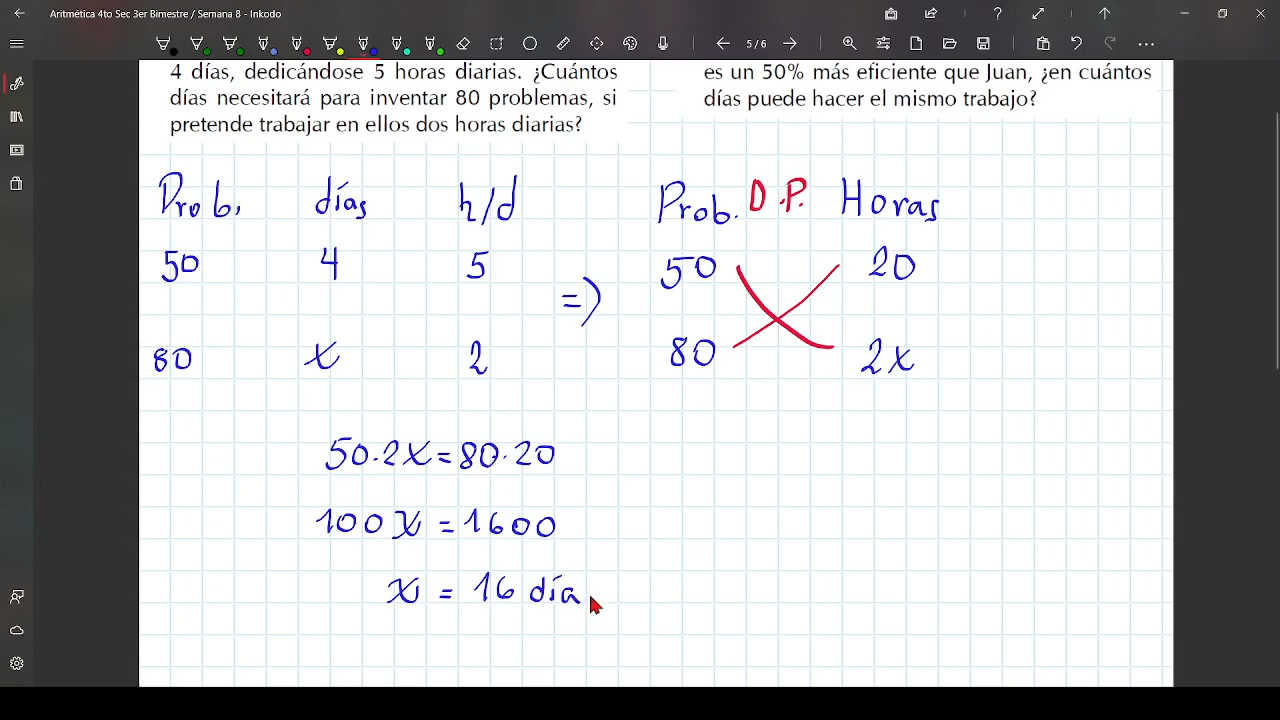 Aritmética 4to Sec 3er Bimestre / Semana 8 - Inkodo
5/6
4 días, dedicándose 5 horas diarias. ¿Cuántos
días necesitará para inventar 80 problemas, si
pretende trabajar en ellos dos horas diarias?
es un 50% más eficiente que Juan, ¿en cuántos
días puede hacer el mismo trabajo?
Prob. días h/d
50 4 5
80 x 2
=>
Prob. D.P. Horas
50 20
80 2x
50.2x=80.20
100x=1600
x = 16 día